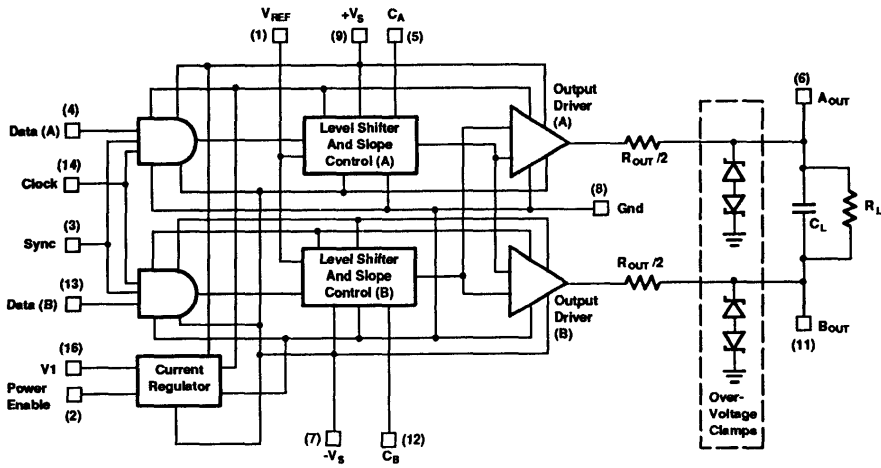 VREF
+VS
CA
(1)
(9)
(5)
(4)
Data (A)
(14)
Clock
(3)
Sync
(13)
Data (B)
(16)
V1
Power
Enable
(2)
Level Shifter
And Slope
Control (A)
Level Shifter
And Slope
Control (B)
Current
Regulator
Output
Driver
(A)
Output
Driver
(B)
ROUT /2
ROUT /2
(8)
Gnd
(6)
AOUT
CL
RL
BOUT
(11)
Over-
Voltage
Clamps
(7)
-VS
(12)
CB